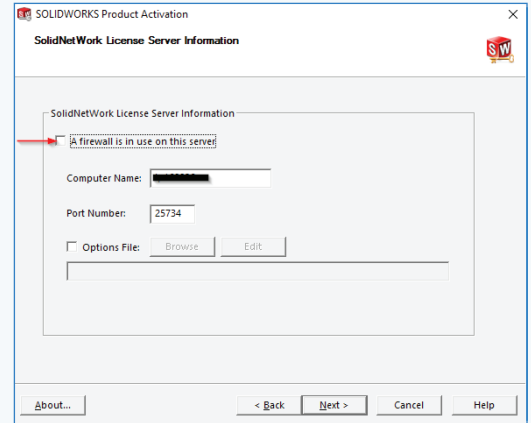 SOLIDWORKS Product Activation
SolidNetWork License Server Information
SW
SolidNetWork License Server Information
A firewall is in use on this server
Computer Name:
Port Number: 25734
Options File: Browse Edit
About... < Back Next > Cancel Help